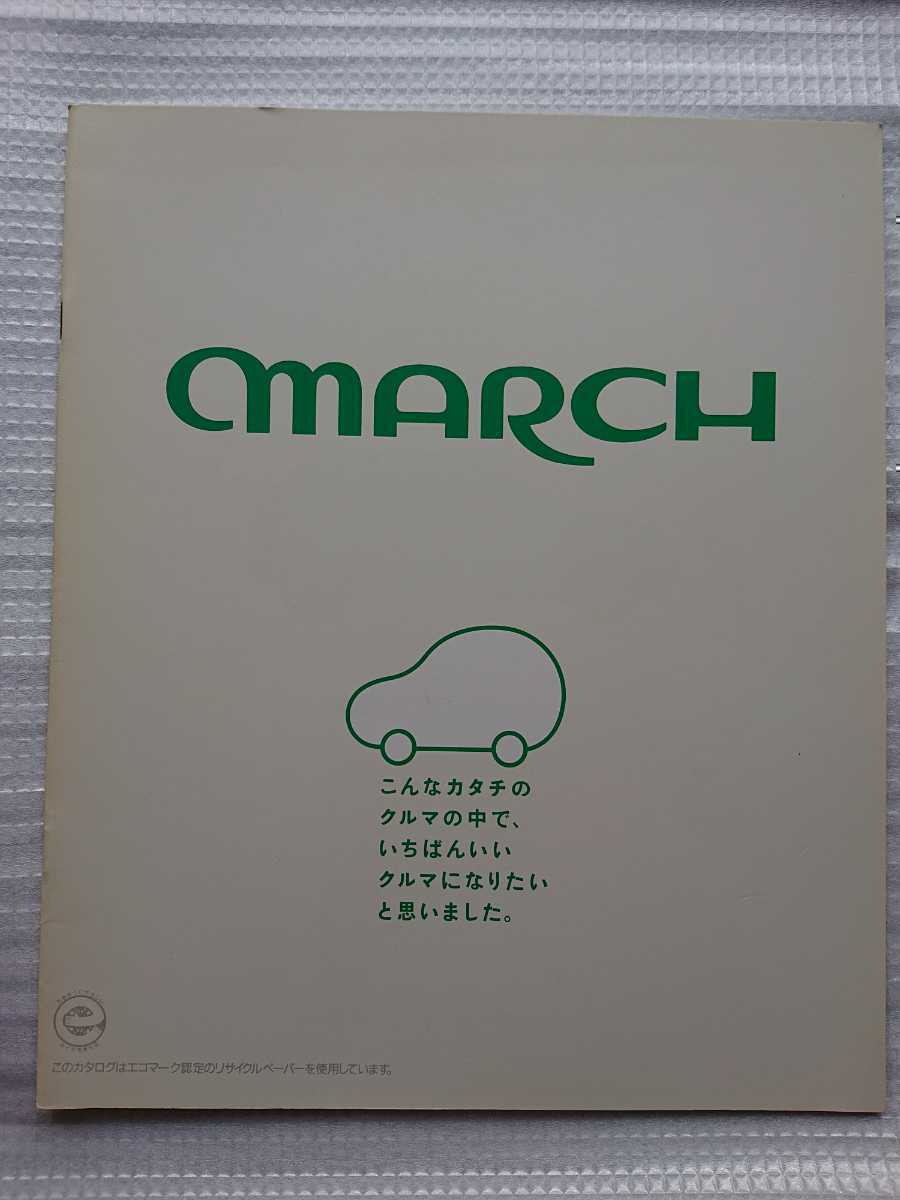 MARCH
こんなカタチの
クルマの中で、
いちばんいい
クルマになりたい
と思いました。
このカタログはエコマーク認定のリサイクルペーパーを使用しています。